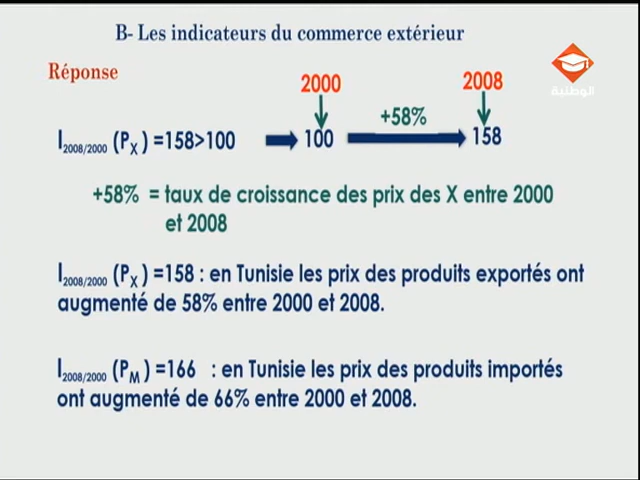 B- Les indicateurs du commerce extérieur
Réponse
2000
2008
الوطنية
+58%
I2008/2000 (PX) =158>100
100
158
+58% = taux de croissance des prix des X entre 2000
et 2008
I2008/2000 (PX) =158 : en Tunisie les prix des produits exportés ont
augmenté de 58% entre 2000 et 2008.
I2008/2000 (PM) =166 : en Tunisie les prix des produits importés
ont augmenté de 66% entre 2000 et 2008.